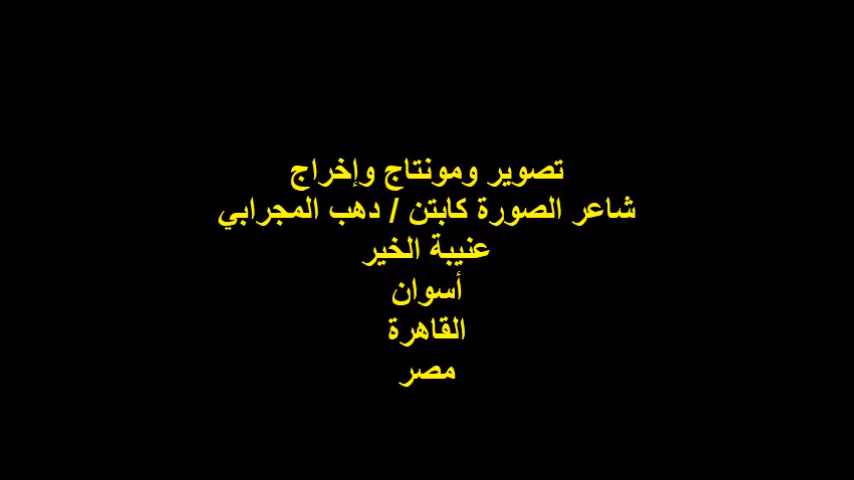 تصوير ومونتاج وإخراج
شاعر الصورة كابتن / دهب المجرابي
عنيبة الخير
أسوان
القاهرة
مصر